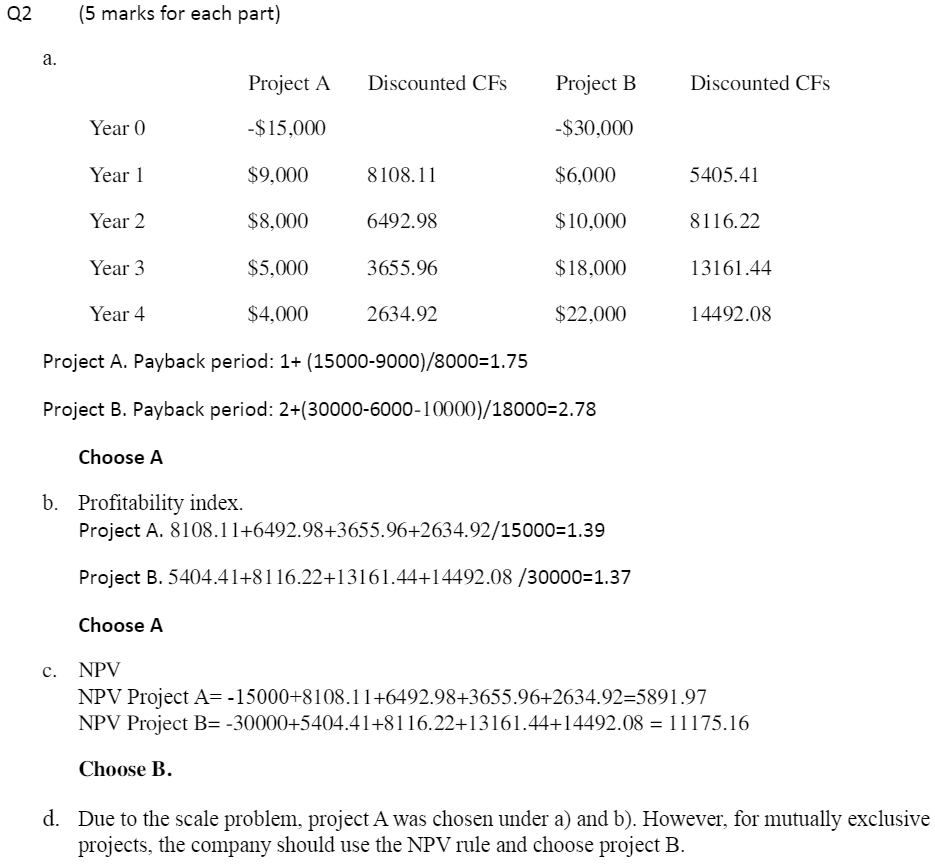 Q2 (5 marks for each part)
a.
Project A Discounted CFs Project B Discounted CFs
Year 0 -$15,000 -$30,000
Year 1 $9,000 8108.11 $6,000 5405.41
Year 2 $8,000 6492.98 $10,000 8116.22
Year 3 $5,000 3655.96 $18,000 13161.44
Year 4 $4,000 2634.92 $22,000 14492.08
Project A. Payback period: 1+ (15000-9000)/8000=1.75
Project B. Payback period: 2+(30000-6000-10000)/18000=2.78
Choose A
b. Profitability index.
Project A. 8108.11+6492.98+3655.96+2634.92/15000=1.39
Project B. 5404.41+8116.22+13161.44+14492.08 /30000=1.37
Choose A
c. NPV
NPV Project A= -15000+8108.11+6492.98+3655.96+2634.92=5891.97
NPV Project B= -30000+5404.41+8116.22+13161.44+14492.08 = 11175.16
Choose B.
d. Due to the scale problem, project A was chosen under a) and b). However, for mutually exclusive
projects, the company should use the NPV rule and choose project B.